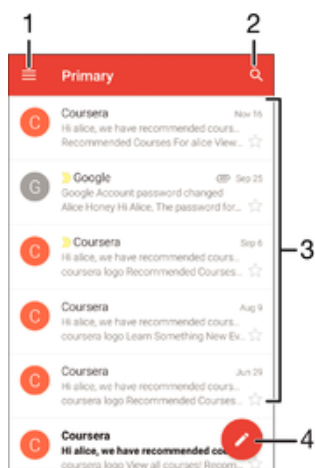 1
2
Primary
C
Coursera
Nov 16
Hi alice, we have recommended cours...
Recommended Courses For alice View...
3
G
Google
Sep 25
Google Account password changed
Alice Honey Hi Alice, The password for...
C
Coursera
Sep 6
Hi alice, we have recommended cours...
coursera logo Recommended Courses...
C
Coursera
Aug 9
Hi alice, we have recommended cours...
coursera logo Learn Something New Ev...
C
Coursera
Jun 29
Hi alice, we have recommended cours...
coursera logo Recommended Courses...
4
C
Coursera
Hi alice, we have recommended
coursera logo View all courses! Recom...